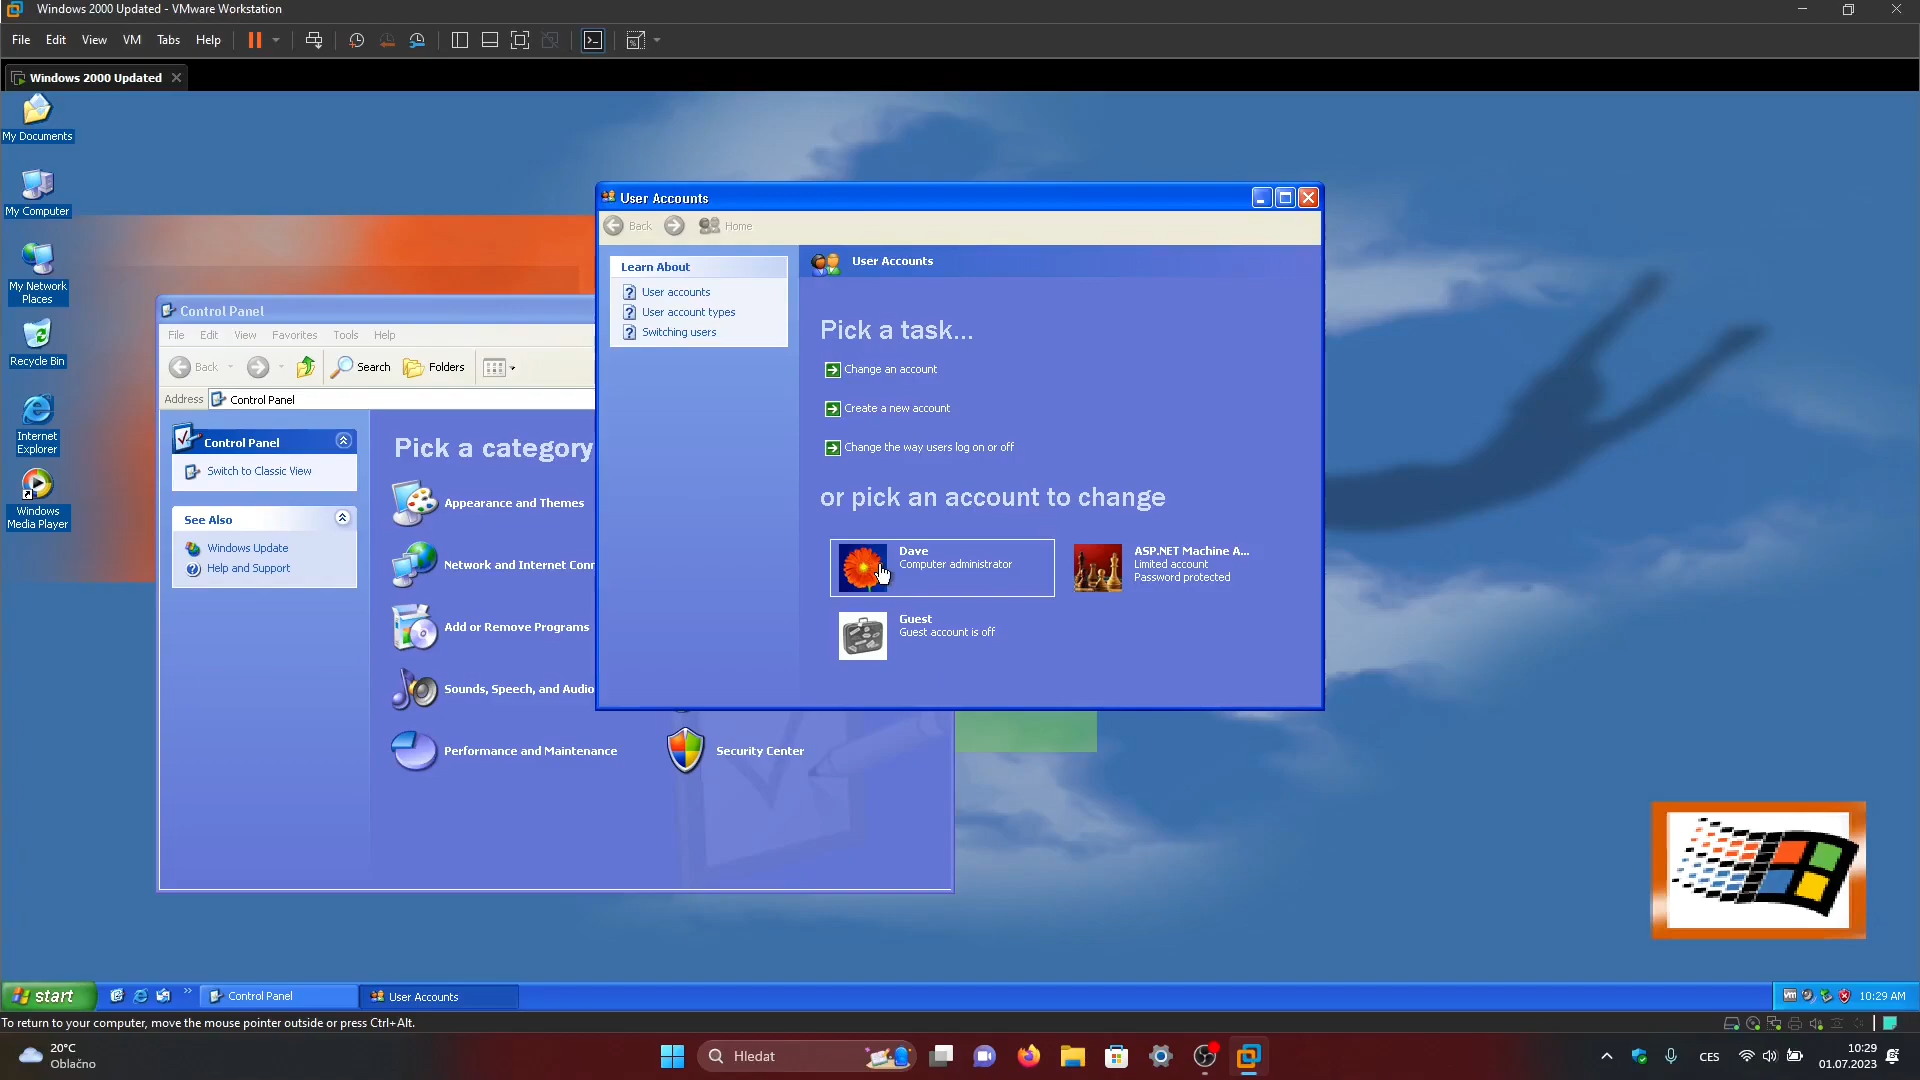 Windows 2000 Updated - VMware Workstation
File Edit View VM Tabs Help
Windows 2000 Updated
My Documents
My Computer
My Network
Places
Recycle Bin
Internet
Explorer
Windows
Media Player
Control Panel
File Edit View Favorites Tools Help
Back Search Folders
Address Control Panel
Control Panel
Switch to Classic View
See Also
Windows Update
Help and Support
Pick a category
Appearance and Themes
Network and Internet Conn
Add or Remove Programs
Sounds, Speech, and Audio
Performance and Maintenance
Security Center
User Accounts
Back Home
Learn About
User accounts
User account types
Switching users
User Accounts
Pick a task...
Change an account
Create a new account
Change the way users log on or off
or pick an account to change
Dave
Computer administrator
ASP.NET Machine A...
Limited account
Password protected
Guest
Guest account is off
start Control Panel User Accounts 10:29 AM
To return to your computer, move the mouse pointer outside or press Ctrl+Alt.
20°C
Oblačno
Hledat
CES
10:29
01.07.2023